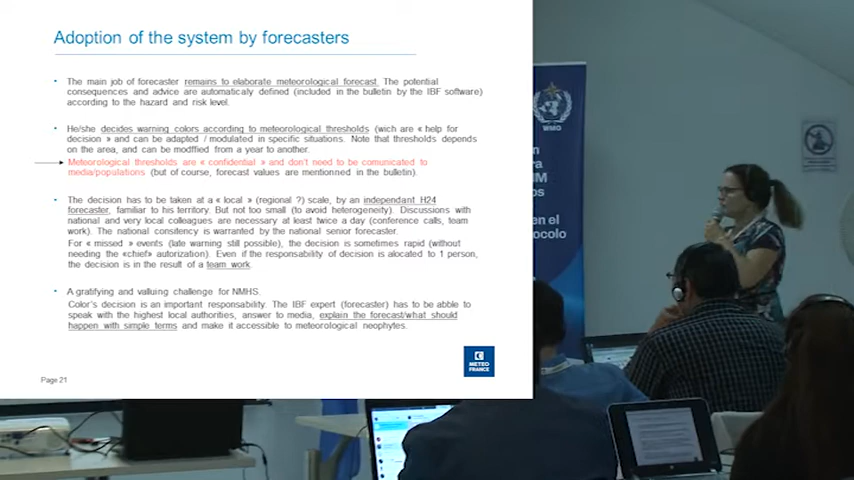 Adoption of the system by forecasters
• The main job of forecaster remains to elaborate meteorological forecast. The potential
consequences and advice are automaticaly defined (included in the bulletin by the IBF software)
according to the hazard and risk level.
• He/she decides warning colors according to meteorological thresholds (wich are « help for
decision » and can be adapted / modulated in specific situations. Note that thresholds depends
on the area, and can be modffied from a year to another.
Meteorological thresholds are « confidential » and don't need to be comunicated to
media/populations (but of course, forecast values are mentionned in the bulletin).
• The decision has to be taken at a « local » (regional ?) scale, by an independant H24
forecaster, familiar to his territory. But not too small (to avoid heterogeneity). Discussions with
national and very local colleagues are necessary at least twice a day (conference calls, team
work). The national consitency is warranted by the national senior forecaster.
For « missed » events (late warning still possible), the decision is sometimes rapid (without
needing the «chief» autorization). Even if the responsability of decision is alocated to 1 person,
the decision is in the result of a team work.
• A gratifying and valuing challenge for NMHS.
Color's decision is an important responsability. The IBF expert (forecaster) has to be abble to
speak with the highest local authorities, answer to media, explain the forecast/what should
happen with simple terms and make it accessible to meteorological neophytes.
METEO
FRANCE
Page 21
WMO
en el
ocolo